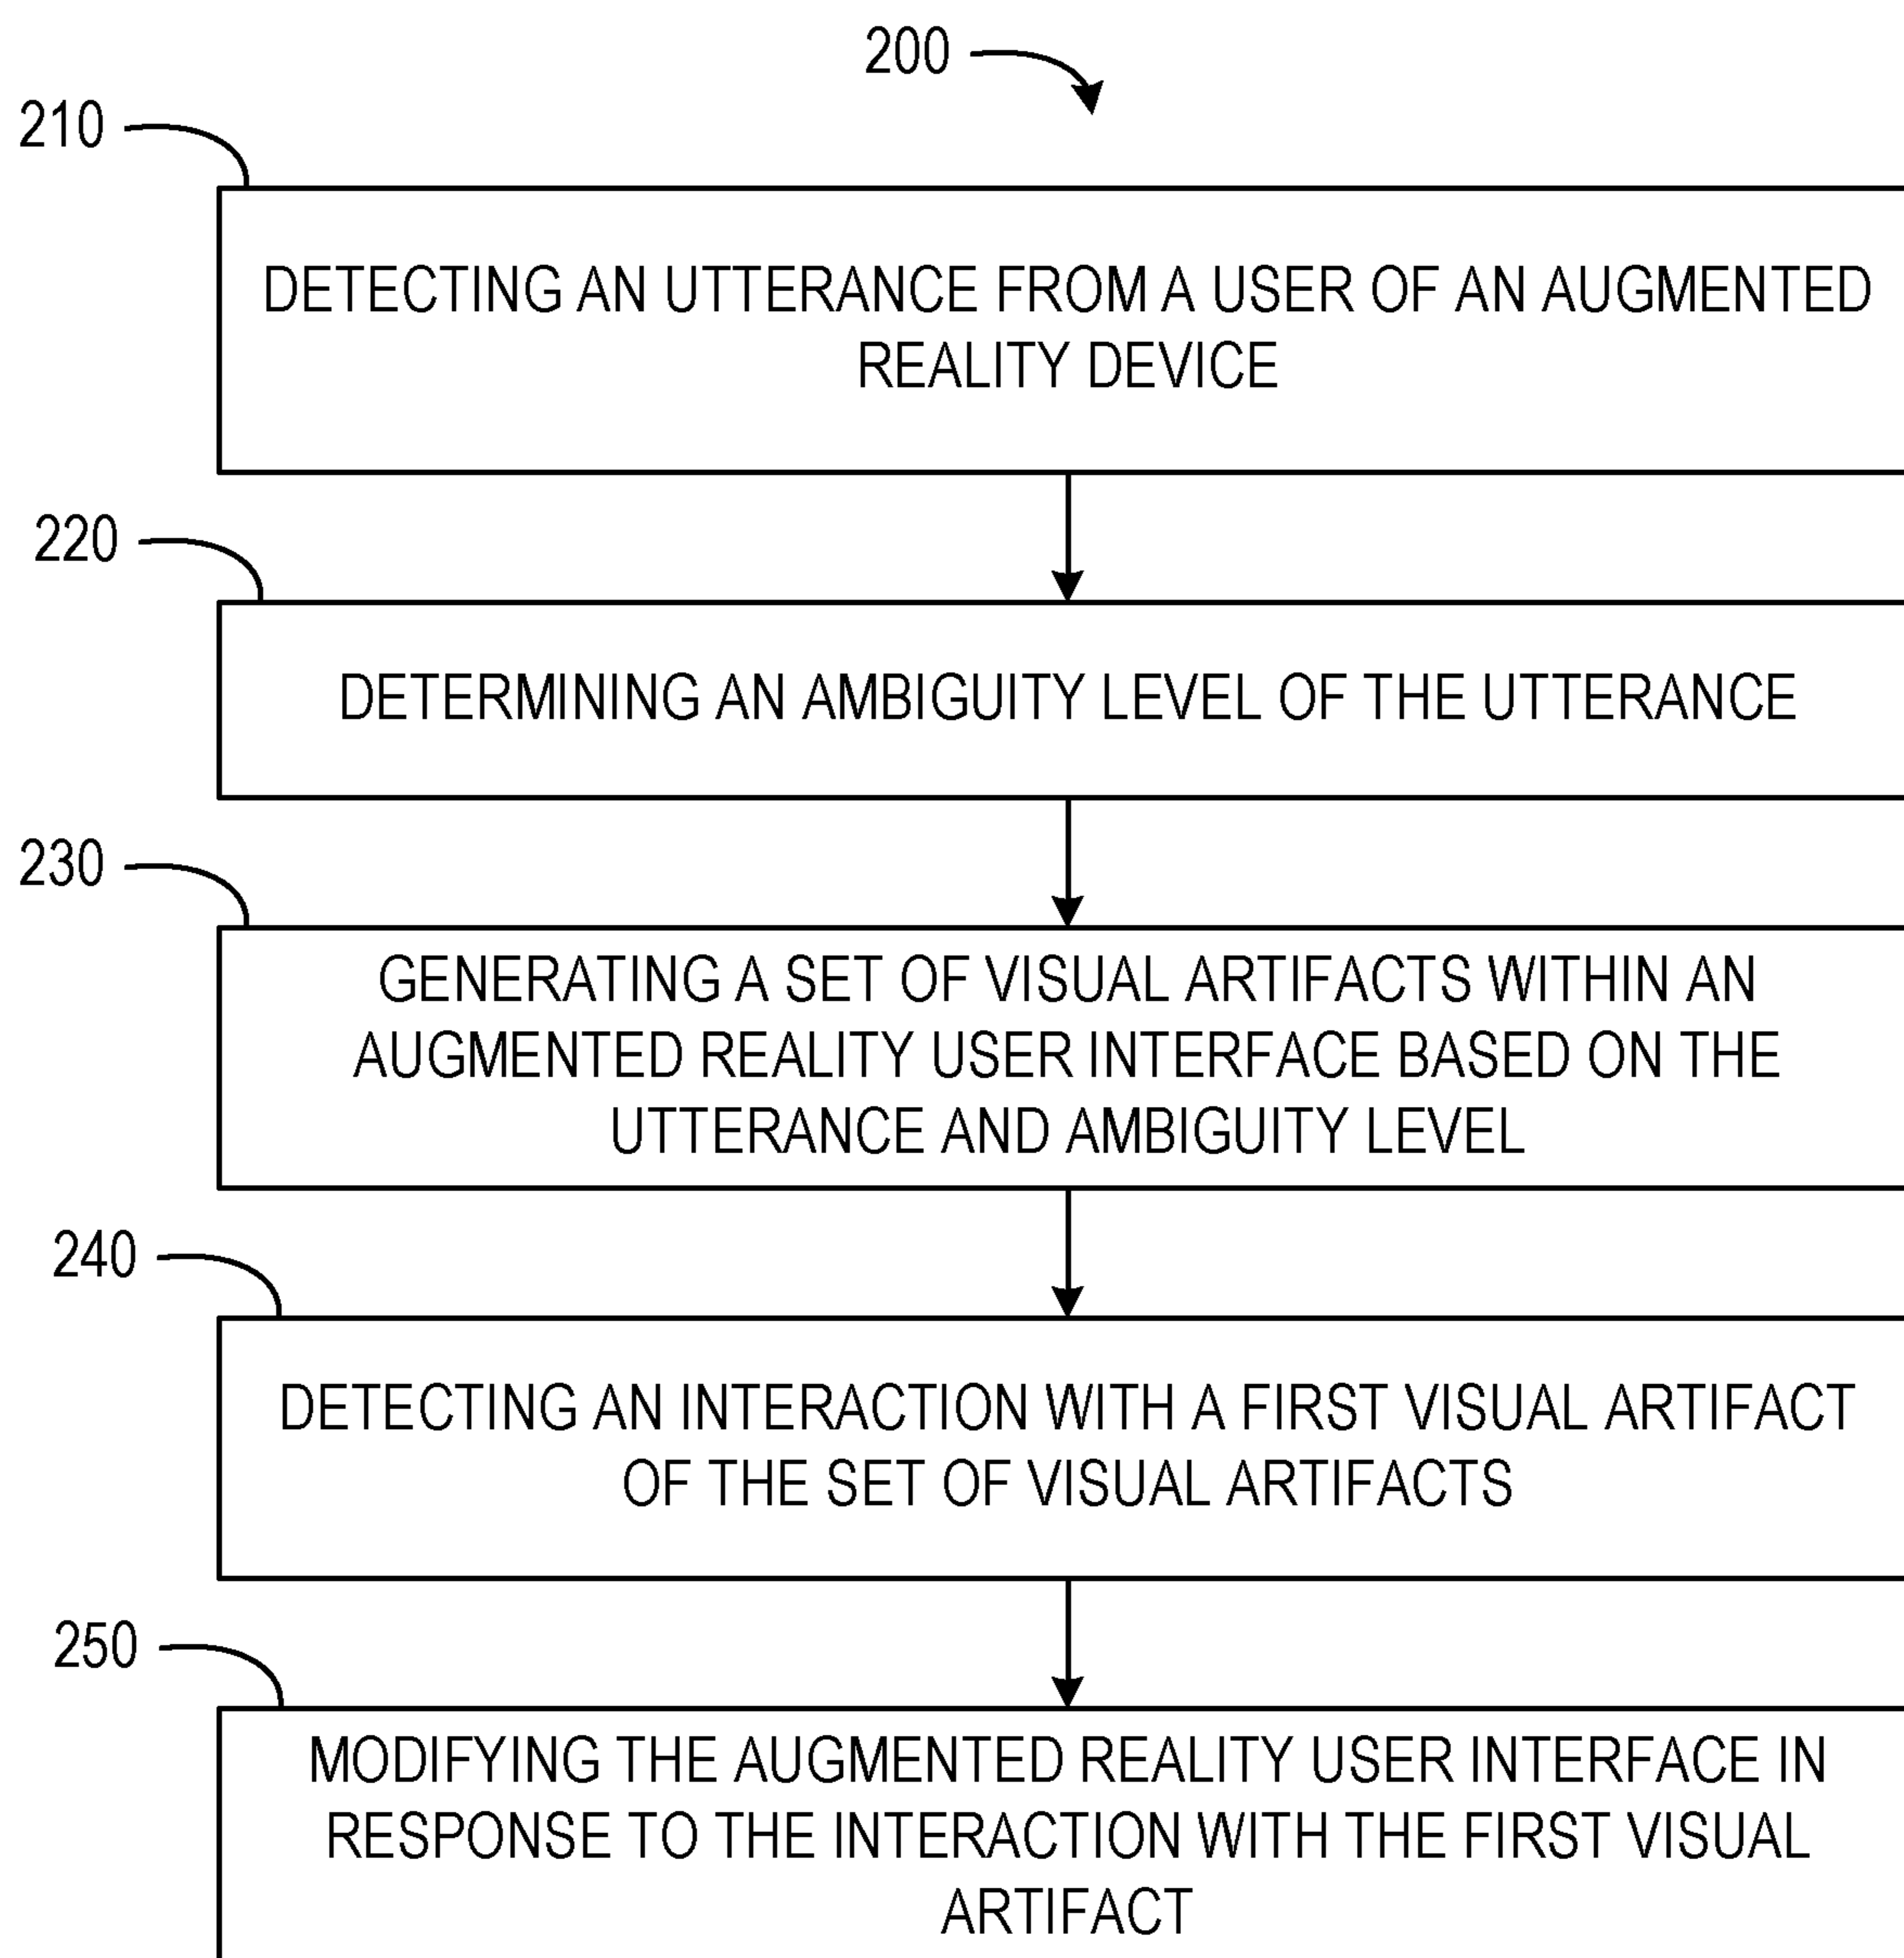 200
210
DETECTING AN UTTERANCE FROM A USER OF AN AUGMENTED
REALITY DEVICE
220
DETERMINING AN AMBIGUITY LEVEL OF THE UTTERANCE
230
GENERATING A SET OF VISUAL ARTIFACTS WITHIN AN
AUGMENTED REALITY USER INTERFACE BASED ON THE
UTTERANCE AND AMBIGUITY LEVEL
240
DETECTING AN INTERACTION WITH A FIRST VISUAL ARTIFACT
OF THE SET OF VISUAL ARTIFACTS
250
MODIFYING THE AUGMENTED REALITY USER INTERFACE IN
RESPONSE TO THE INTERACTION WITH THE FIRST VISUAL
ARTIFACT